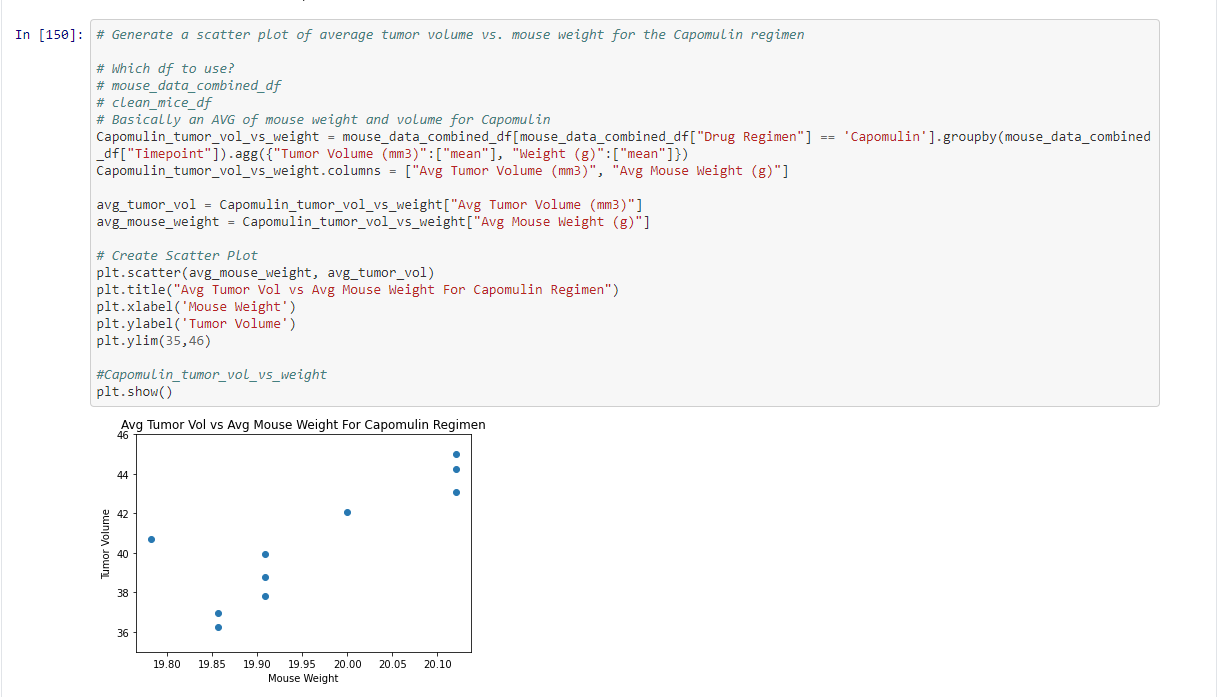 In [150]:
# Generate a scatter plot of average tumor volume vs. mouse weight for the Capomulin regimen
# Which df to use?
# mouse_data_combined_df
# clean_mice_df
# Basically an AVG of mouse weight and volume for Capomulin
Capomulin_tumor_vol_vs_weight = mouse_data_combined_df[mouse_data_combined_df["Drug Regimen"] == 'Capomulin'].groupby(mouse_data_combined
_df["Timepoint"]).agg({"Tumor Volume (mm3)":["mean"], "Weight (g)":["mean"]})
Capomulin_tumor_vol_vs_weight.columns = ["Avg Tumor Volume (mm3)", "Avg Mouse Weight (g)"]
avg_tumor_vol = Capomulin_tumor_vol_vs_weight["Avg Tumor Volume (mm3)"]
avg_mouse_weight = Capomulin_tumor_vol_vs_weight["Avg Mouse Weight (g)"]
# Create Scatter Plot
plt.scatter(avg_mouse_weight, avg_tumor_vol)
plt.title("Avg Tumor Vol vs Avg Mouse Weight For Capomulin Regimen")
plt.xlabel('Mouse Weight')
plt.ylabel('Tumor Volume')
plt.ylim(35,46)
#Capomulin_tumor_vol_vs_weight
plt.show()
Avg Tumor Vol vs Avg Mouse Weight For Capomulin Regimen
46
44
42
40
38
36
Tumor Volume
19.80 19.85 19.90 19.95 20.00 20.05 20.10
Mouse Weight